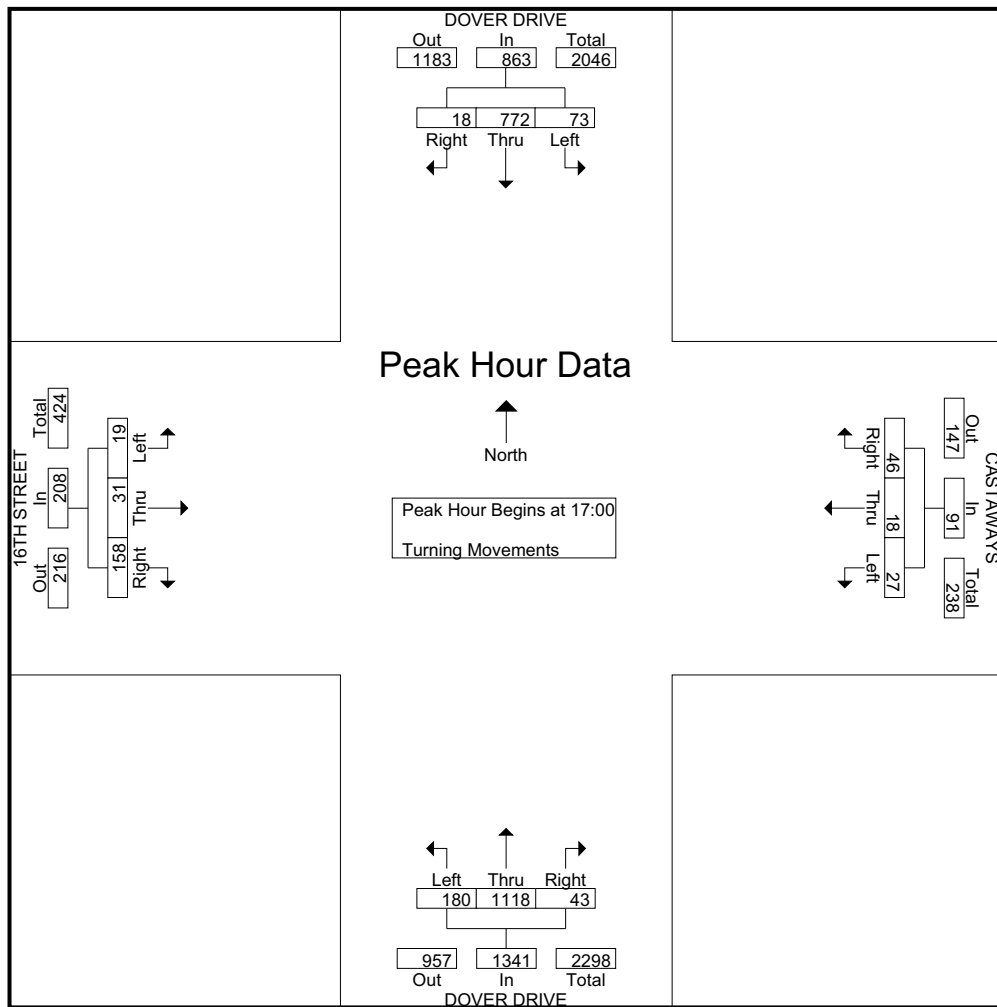 DOVER DRIVE
Out In Total
1183 863 2046
18 772 73
Right Thru Left
Peak Hour Data
North
Peak Hour Begins at 17:00
Turning Movements
16TH STREET
Out In Total
216 208 424
Right Thru Left
158 31 19
CASTAWAYS
Out In Total
147 91 238
46 18 27
Right Thru Left
Left Thru Right
180 1118 43
957 1341 2298
Out In Total
DOVER DRIVE